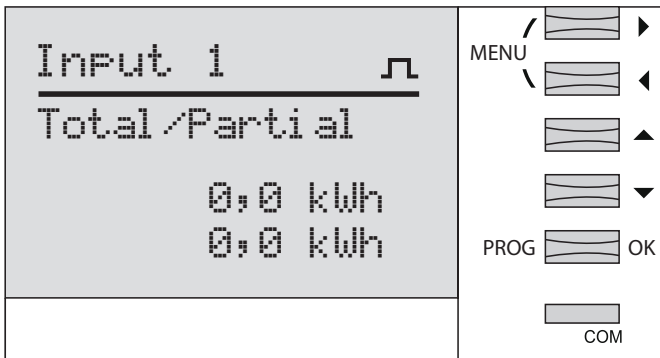 Input 1
Total/Partial
0,0 kWh
0,0 kWh
MENU
PROG OK
COM